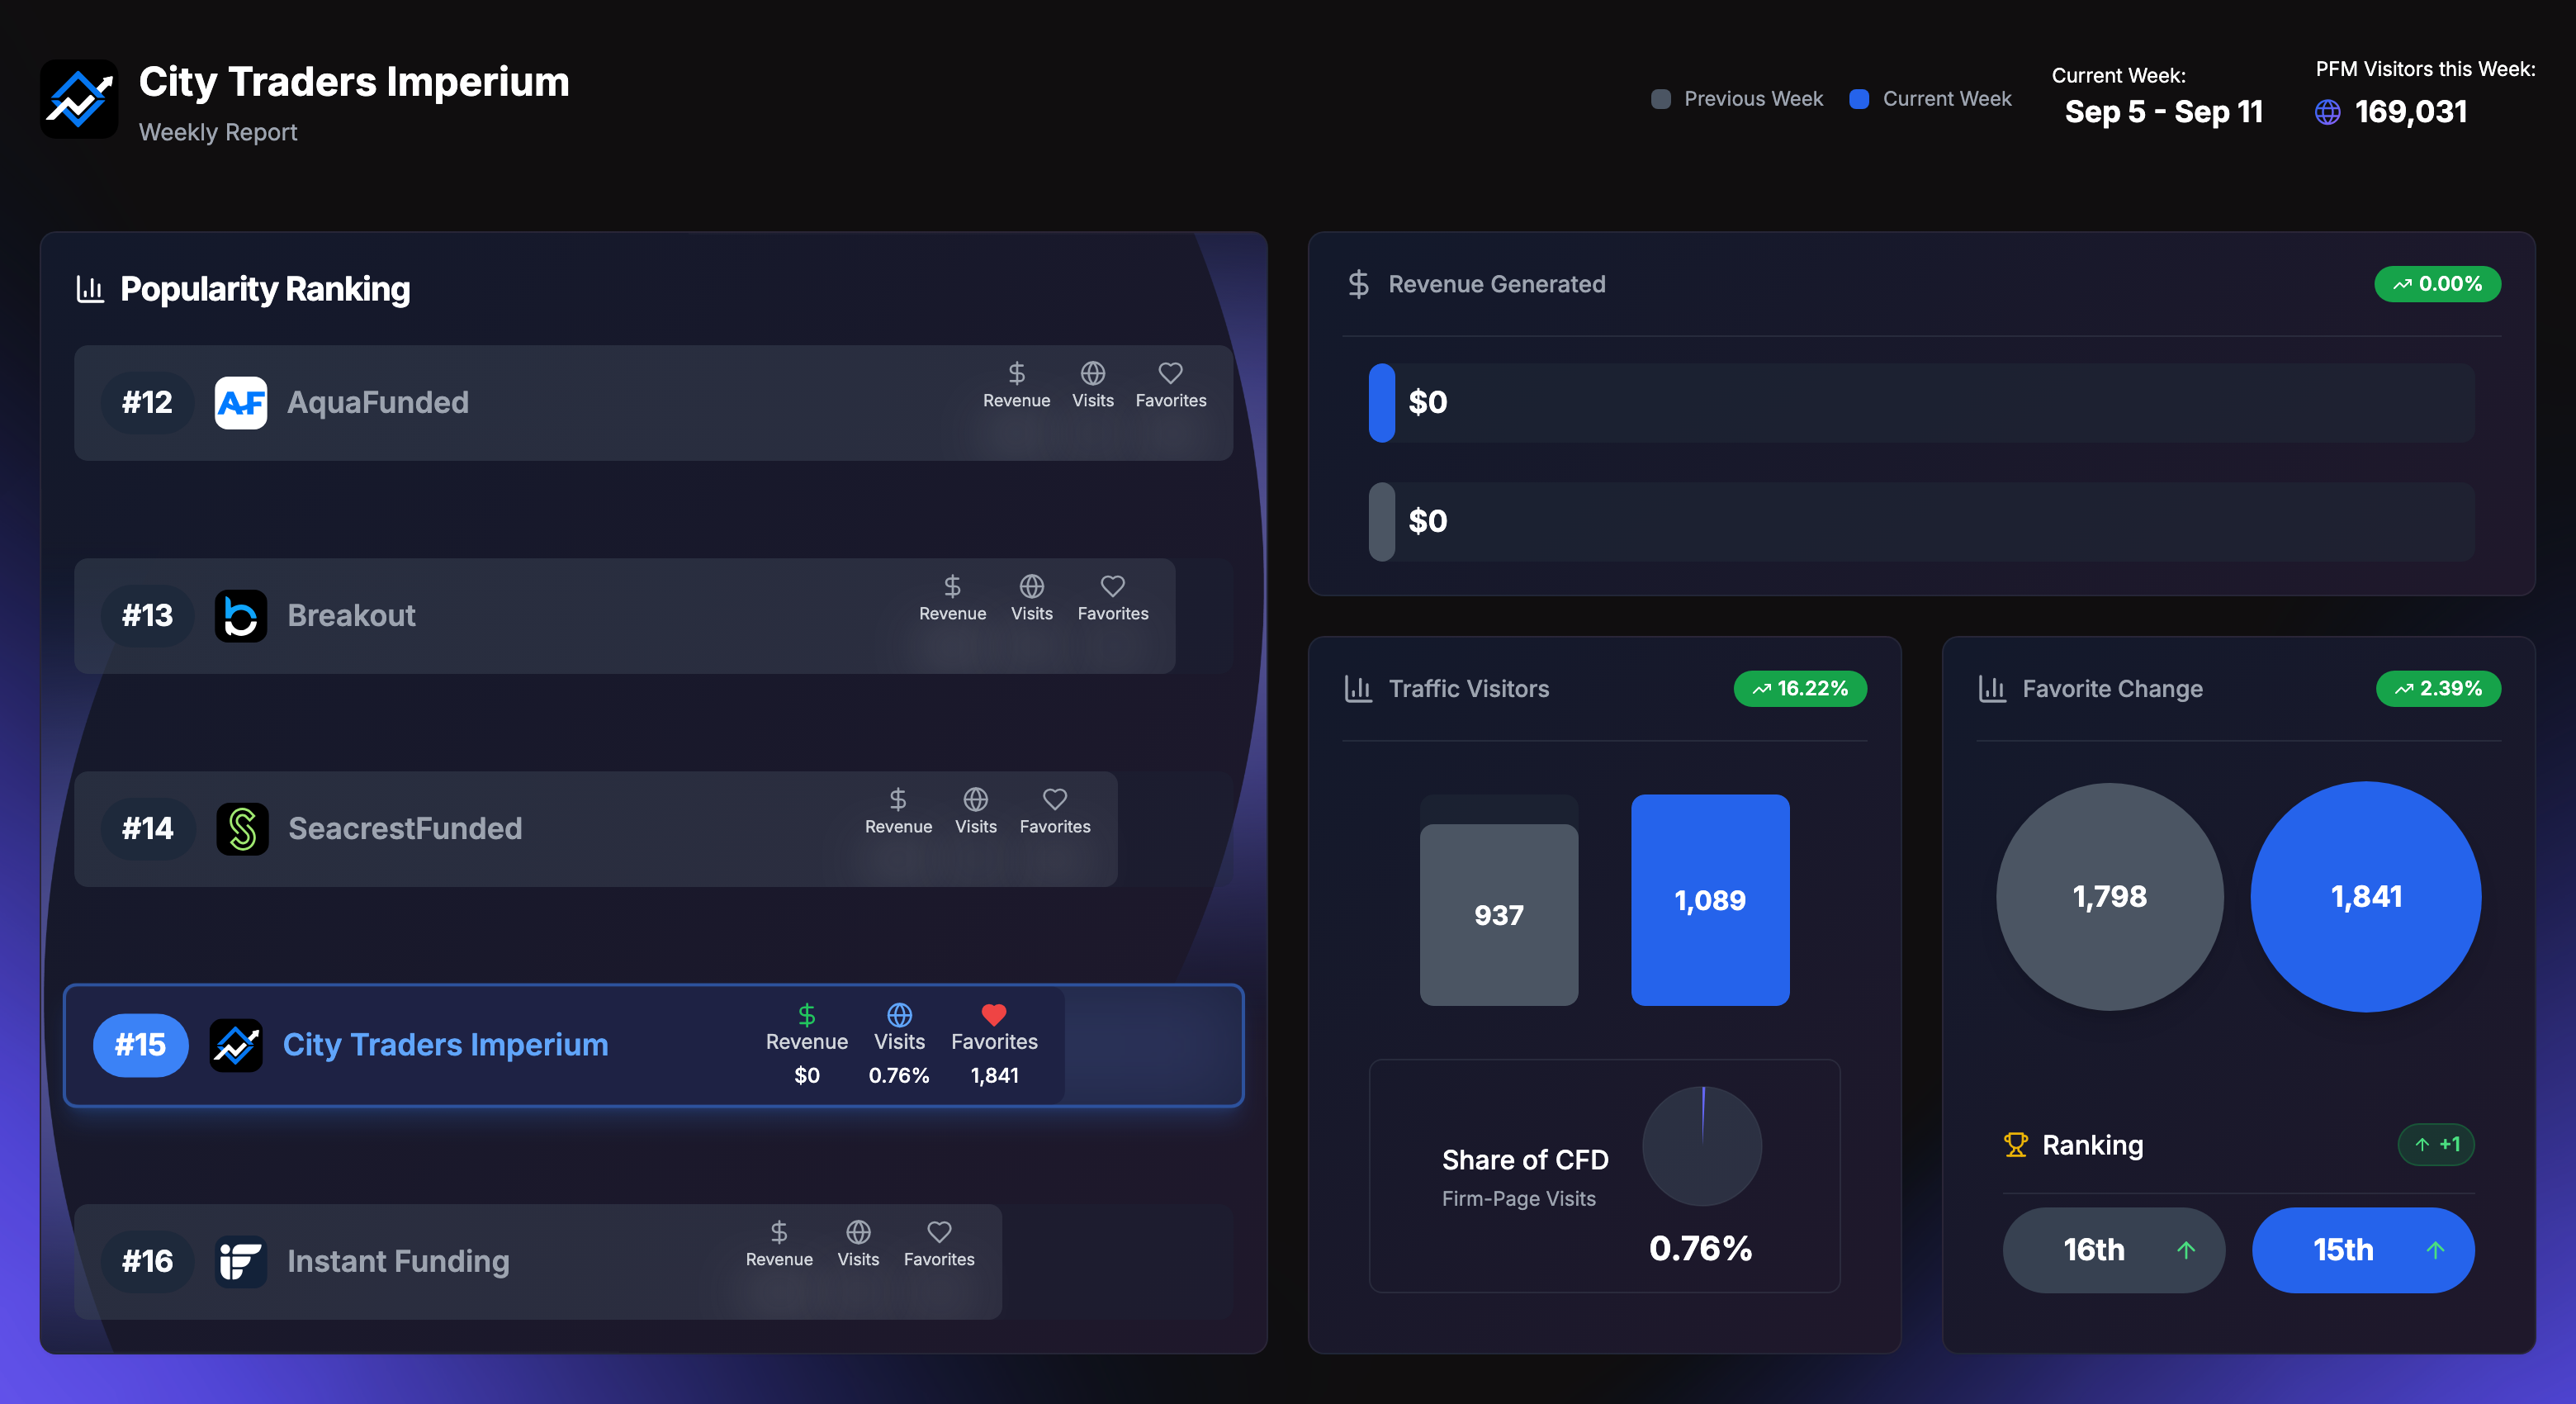 City Traders Imperium
Weekly Report
Previous Week
Current Week
Current Week:
Sep 5 - Sep 11
PFM Visitors this Week:
169,031
Popularity Ranking
#12 AF AquaFunded
Revenue Visits Favorites
#13 b Breakout
Revenue Visits Favorites
#14 S SeacrestFunded
Revenue Visits Favorites
#15 City Traders Imperium
Revenue Visits Favorites
$0 0.76% 1,841
#16 iF Instant Funding
Revenue Visits Favorites
$ Revenue Generated
0.00%
$0
$0
Traffic Visitors
16.22%
937
1,089
Share of CFD
Firm-Page Visits
0.76%
Favorite Change
2.39%
1,798
1,841
Ranking
+1
16th
15th